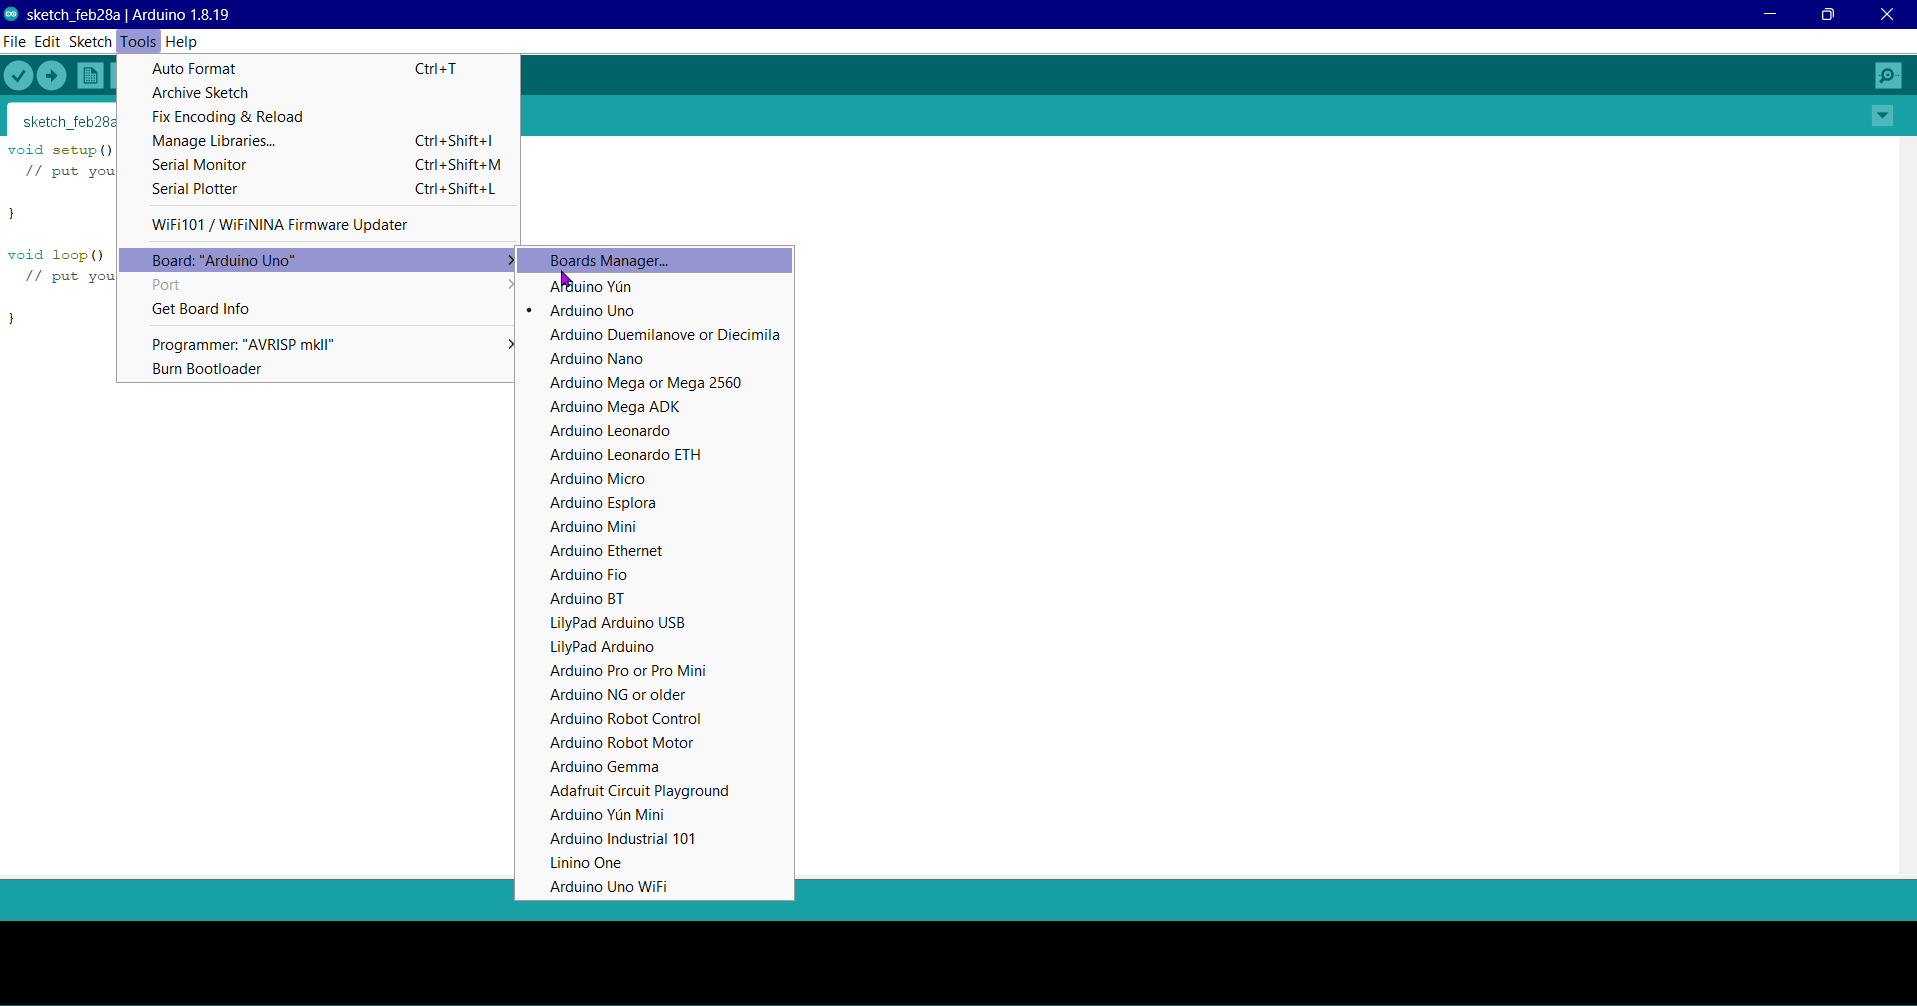 sketch_feb28a | Arduino 1.8.19
File Edit Sketch Tools Help
Auto Format Ctrl+T
Archive Sketch
Fix Encoding & Reload
Manage Libraries... Ctrl+Shift+I
Serial Monitor Ctrl+Shift+M
Serial Plotter Ctrl+Shift+L
WiFi101 / WiFiNINA Firmware Updater
Board: "Arduino Uno"
Port
Get Board Info
Programmer: "AVRISP mkII"
Burn Bootloader
sketch_feb28a
void setup()
// put you
}
void loop()
// put you
}
Boards Manager...
Arduino Yún
Arduino Uno
Arduino Duemilanove or Diecimila
Arduino Nano
Arduino Mega or Mega 2560
Arduino Mega ADK
Arduino Leonardo
Arduino Leonardo ETH
Arduino Micro
Arduino Esplora
Arduino Mini
Arduino Ethernet
Arduino Fio
Arduino BT
LilyPad Arduino USB
LilyPad Arduino
Arduino Pro or Pro Mini
Arduino NG or older
Arduino Robot Control
Arduino Robot Motor
Arduino Gemma
Adafruit Circuit Playground
Arduino Yún Mini
Arduino Industrial 101
Linino One
Arduino Uno WiFi